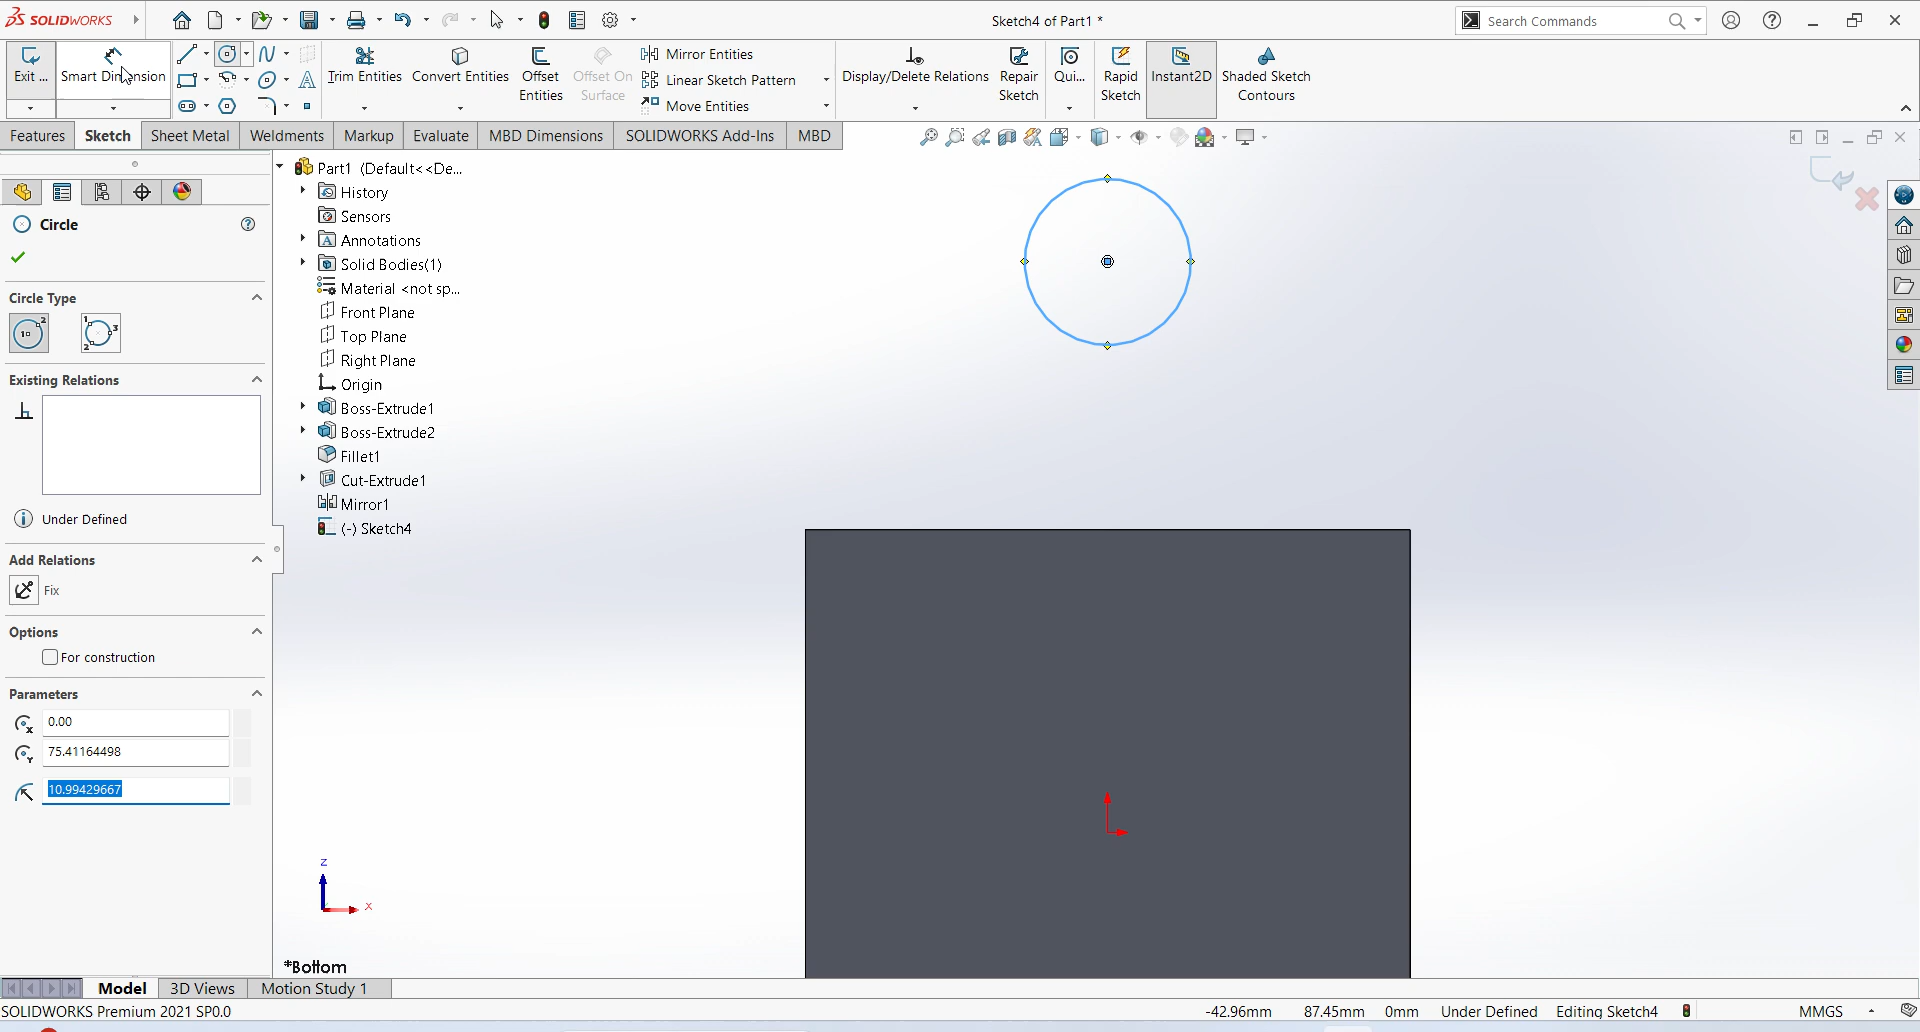 SOLIDWORKS
Sketch4 of Part1 *
Search Commands
Exit ...
Smart Dimension
Trim Entities
Convert Entities
Offset Entities
Offset On Surface
Mirror Entities
Linear Sketch Pattern
Move Entities
Display/Delete Relations
Repair Sketch
Qui...
Rapid Sketch
Instant2D
Shaded Sketch Contours
Features
Sketch
Sheet Metal
Weldments
Markup
Evaluate
MBD Dimensions
SOLIDWORKS Add-Ins
MBD
Circle
Circle Type
Existing Relations
Under Defined
Add Relations
Fix
Options
For construction
Parameters
0.00
75.41164498
10.99429667
Part1 (Default<<De...
History
Sensors
Annotations
Solid Bodies(1)
Material <not sp...
Front Plane
Top Plane
Right Plane
Origin
Boss-Extrude1
Boss-Extrude2
Fillet1
Cut-Extrude1
Mirror1
(-) Sketch4
Z
X
*Bottom
Model
3D Views
Motion Study 1
SOLIDWORKS Premium 2021 SP0.0
-42.96mm
87.45mm
0mm
Under Defined
Editing Sketch4
MMGS